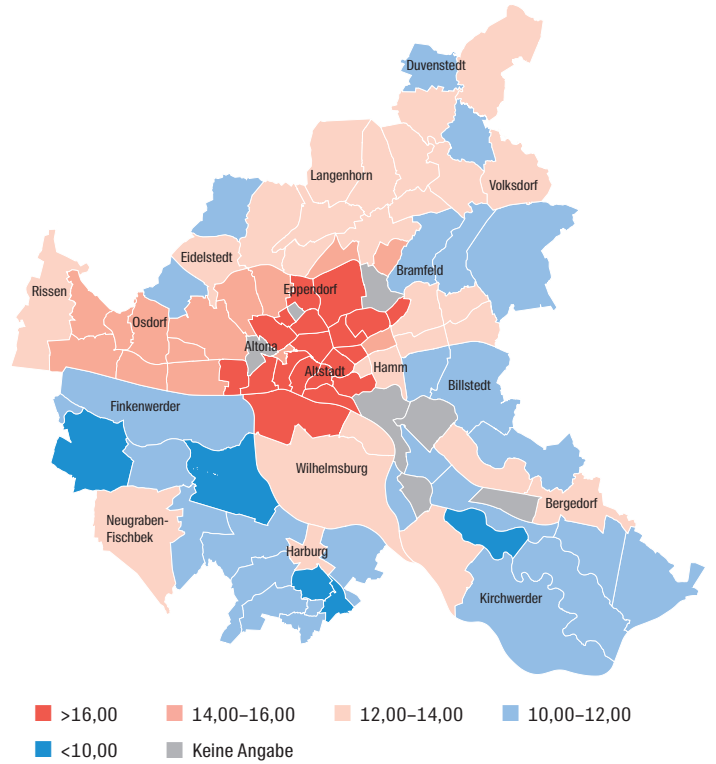 Duvenstedt
Langenhorn
Volksdorf
Eidelstedt
Bramfeld
Rissen
Eppendorf
Osdorf
Altona
Altstadt
Hamm
Billstedt
Finkenwerder
Wilhelmsburg
Bergedorf
Neugraben-
Fischbek
Harburg
Kirchwerder
>16,00
14,00–16,00
12,00–14,00
10,00–12,00
<10,00
Keine Angabe